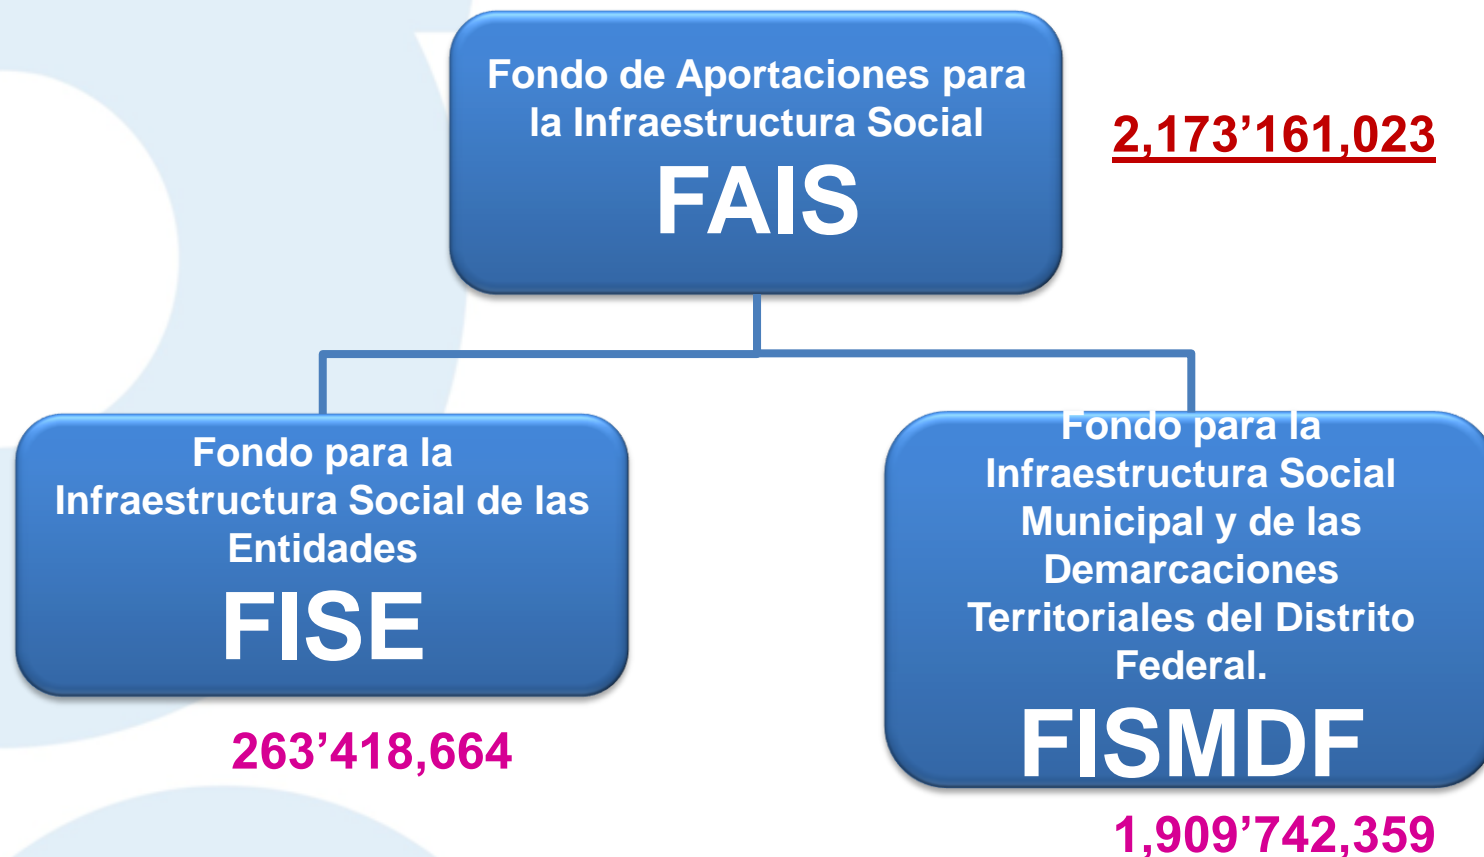 Fondo de Aportaciones para
la Infraestructura Social
FAIS
2,173’161,023
Fondo para la
Infraestructura Social de las
Entidades
FISE
263’418,664
Fondo para la
Infraestructura Social
Municipal y de las
Demarcaciones
Territoriales del Distrito
Federal.
FISMDF
1,909’742,359